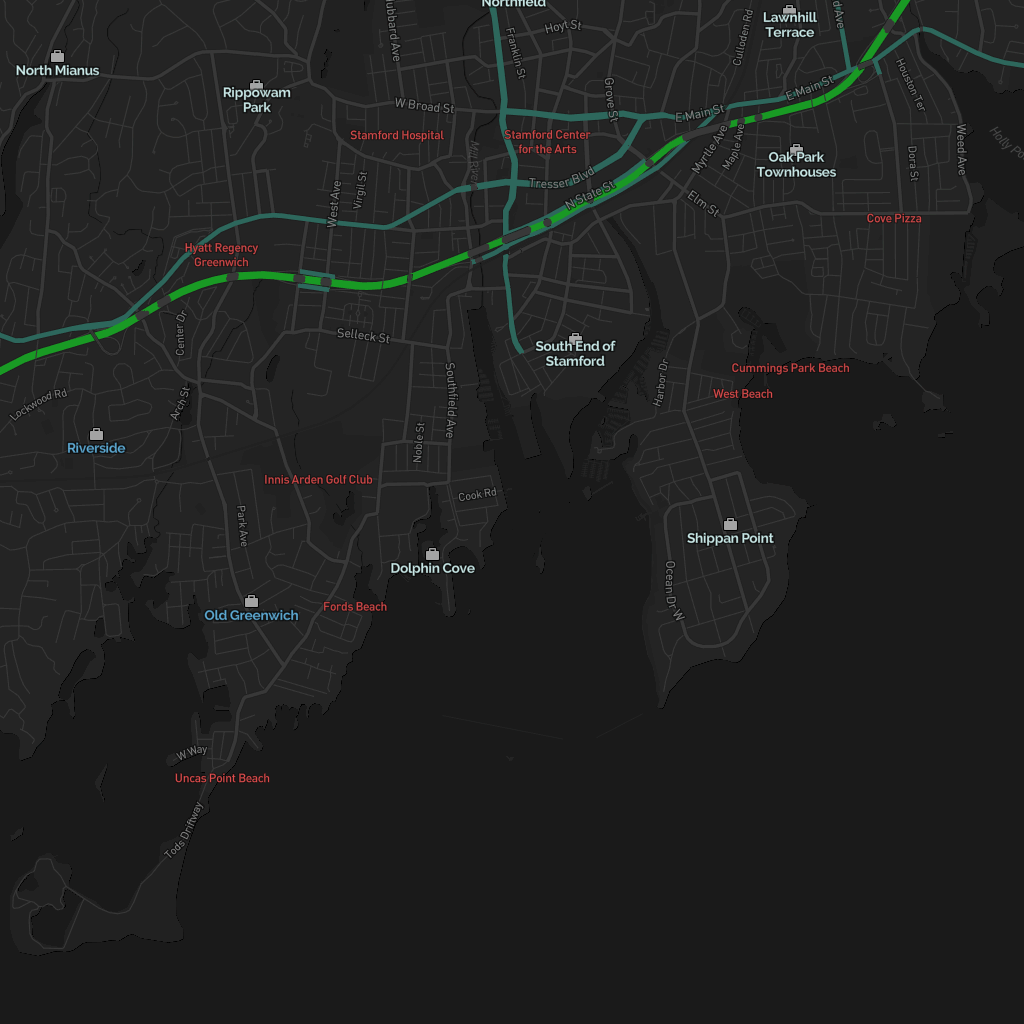 Northfield
Lawnhill
Terrace
Hubbard Ave
Franklin St
Hoyt St
Culloden Rd
d Ave
North Mianus
Rippowam
Park
W Broad St
Grove St
E Main St
E Main St
Houston Ter
Stamford Hospital
Stamford Center
for the Arts
Mill River
Myrtle Ave
Maple Ave
Oak Park
Townhouses
Dora St
Weed Ave
Holly Po
West Ave
Virgil St
Tresser Blvd
N State St
Elm St
Cove Pizza
Hyatt Regency
Greenwich
Center Dr
Selleck St
South End of
Stamford
Cummings Park Beach
West Beach
Harbor Dr
Lockwood Rd
Arch St
Southfield Ave
Noble St
Riverside
Innis Arden Golf Club
Cook Rd
Park Ave
Shippan Point
Dolphin Cove
Ocean Dr W
Old Greenwich
Fords Beach
W Way
Uncas Point Beach
Tods Driftway